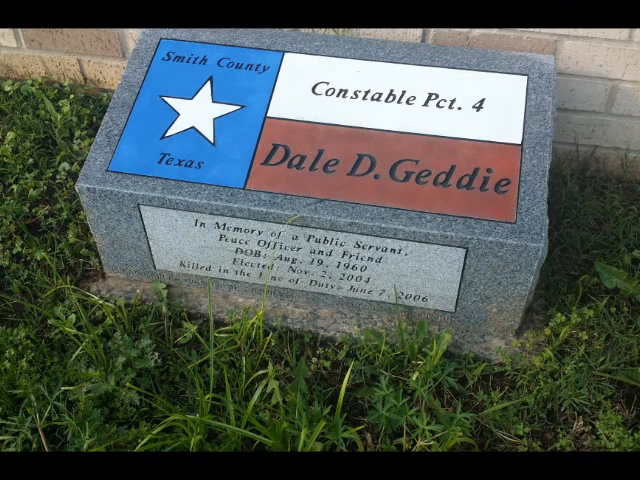 Smith County
Texas
Constable Pct. 4
Dale D. Geddie
In Memory of a Public Servant,
Peace Officer and Friend
DOB: Aug. 19, 1960
Elected: Nov. 2, 2004
Killed in the Line of Duty: June 7, 2006